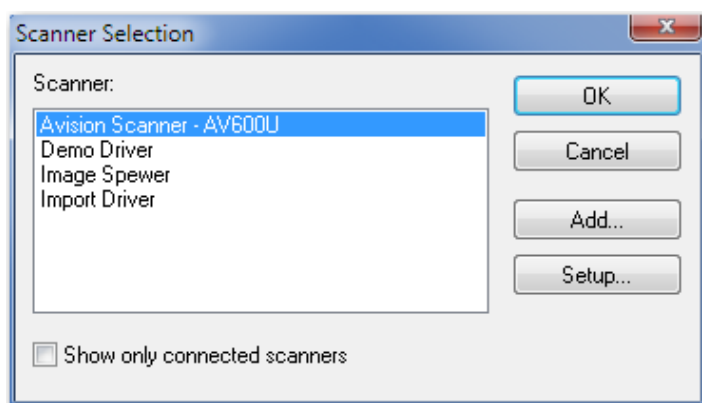 Scanner Selection
Scanner:
Avision Scanner - AV600U
Demo Driver
Image Spewer
Import Driver
OK
Cancel
Add...
Setup...
Show only connected scanners